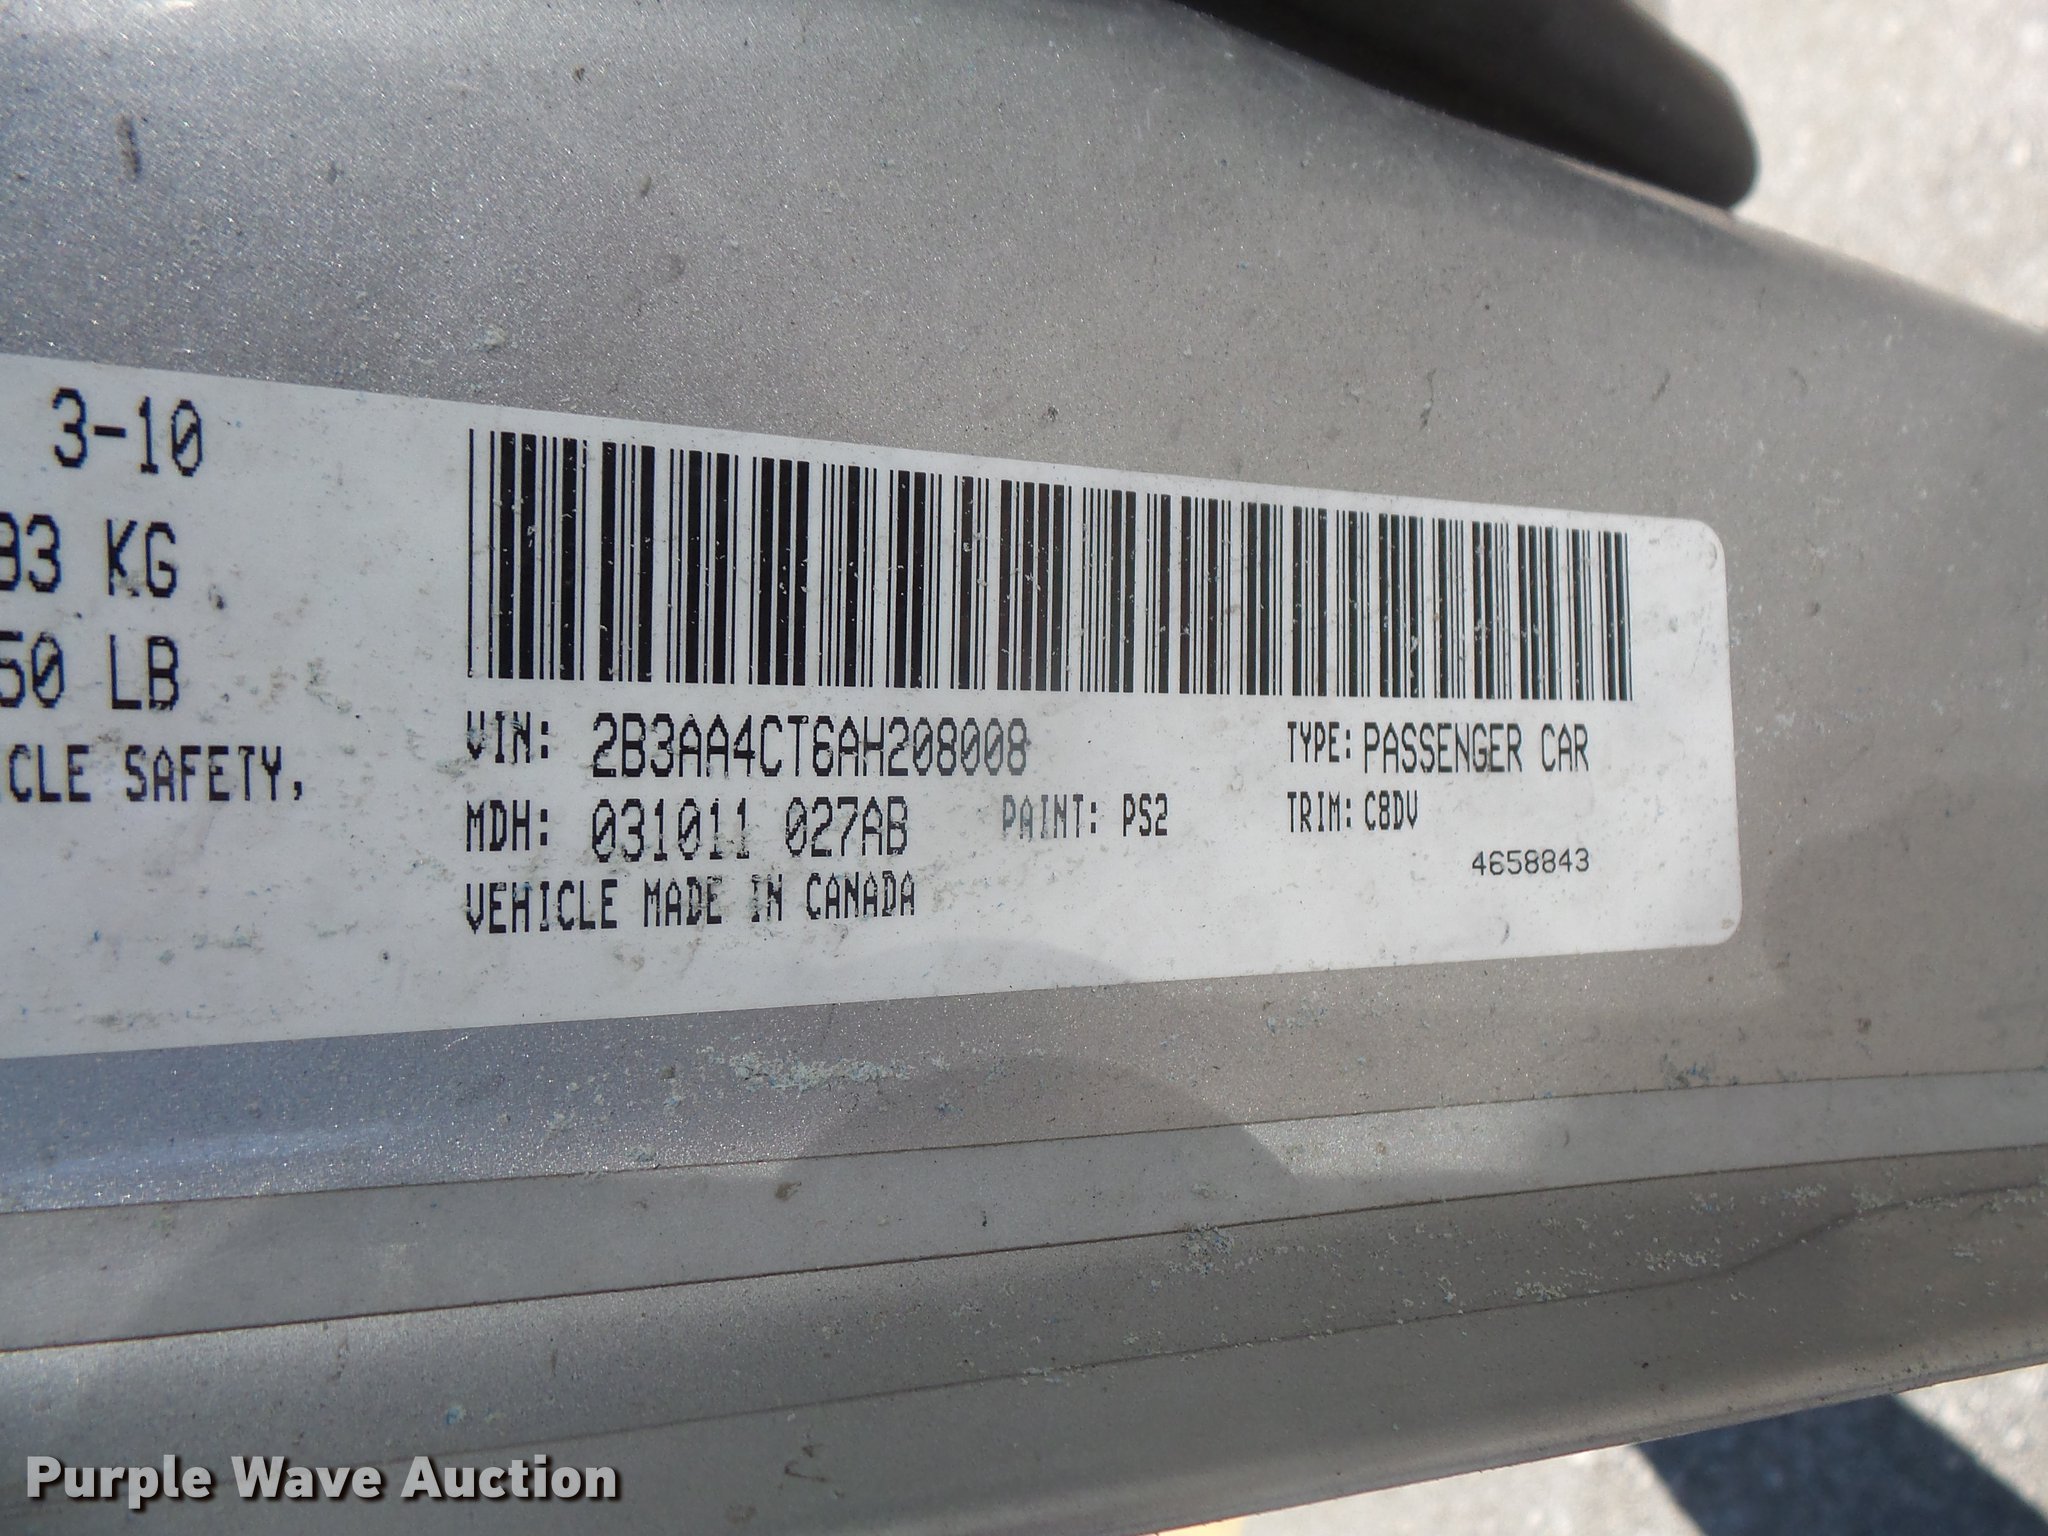 3-10
83 KG
50 LB
CLE SAFETY,
VIN: 2B3AA4CT6AH208008 TYPE: PASSENGER CAR
MDH: 031011 027AB PAINT: PS2 TRIM: C8DV
4658843
VEHICLE MADE IN CANADA
Purple Wave Auction